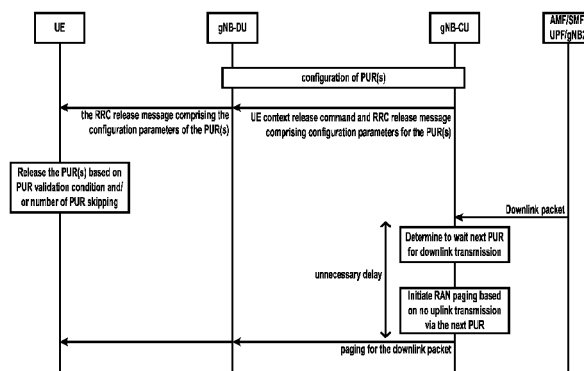 UE
gNB-DU
gNB-CU
AMF/SMF/
UPF/gNB2
configuration of PUR(s)
the RRC release message comprising the
configuration parameters of the PUR(s)
UE context release command and RRC release message
comprising configuration parameters for the PUR(s)
Release the PUR(s) based on
PUR validation condition and/
or number of PUR skipping
Downlink packet
Determine to wait next PUR
for downlink transmission
unnecessary delay
Initiate RAN paging based
on no uplink transmission
via the next PUR
paging for the downlink packet